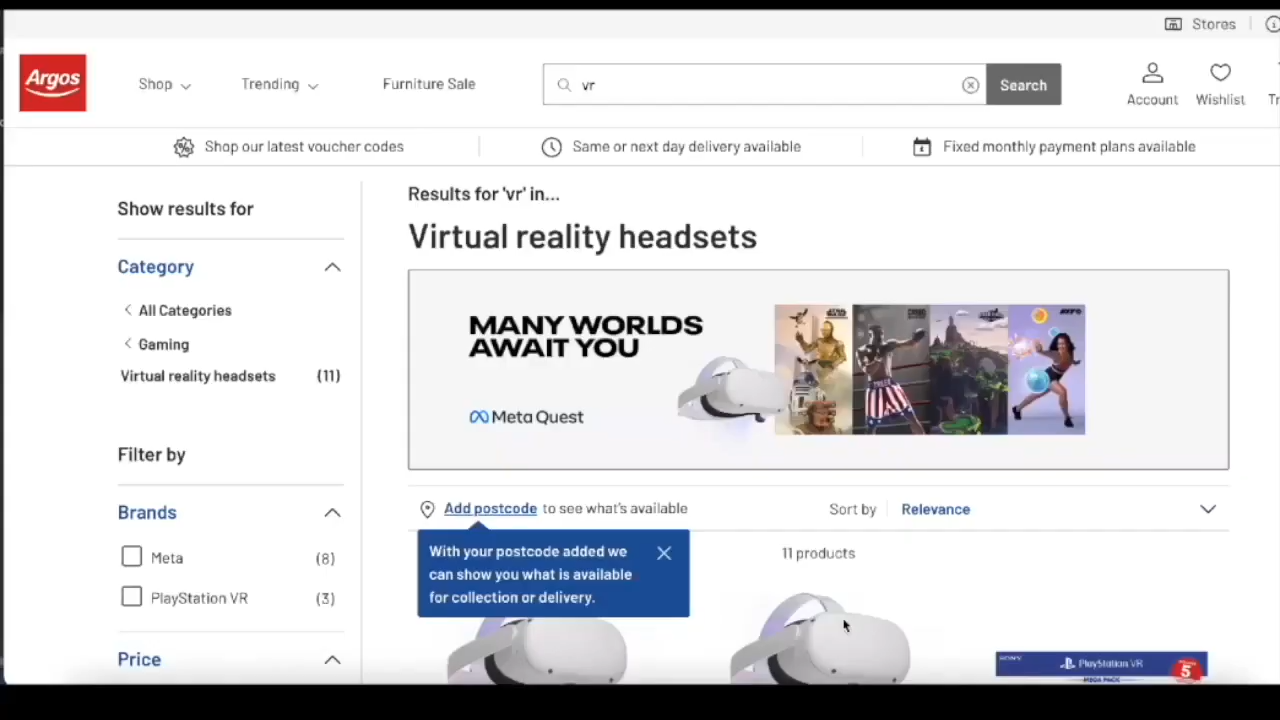 Stores
Argos
Shop
Trending
Furniture Sale
vr
Search
Account
Wishlist
Shop our latest voucher codes
Same or next day delivery available
Fixed monthly payment plans available
Show results for
Category
All Categories
Gaming
Virtual reality headsets (11)
Filter by
Brands
Meta (8)
PlayStation VR (3)
Price
Results for 'vr' in...
Virtual reality headsets
MANY WORLDS
AWAIT YOU
Meta Quest
Add postcode to see what's available
Sort by Relevance
With your postcode added we
can show you what is available
for collection or delivery.
11 products
SONY
PlayStation VR
MEGA PACK
5